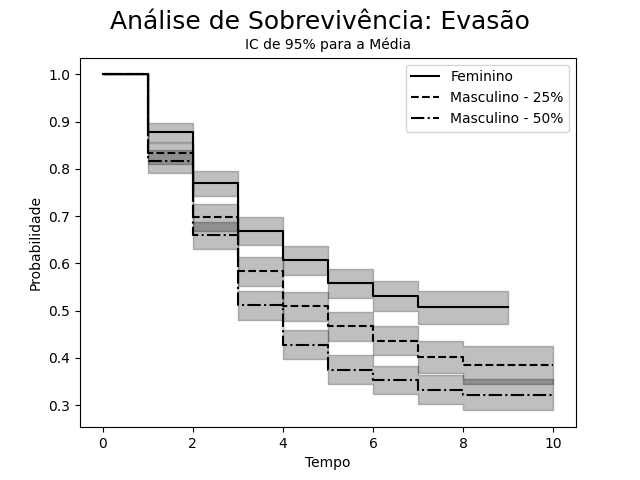 Análise de Sobrevivência: Evasão
IC de 95% para a Média
Feminino
Masculino - 25%
Masculino - 50%
Probabilidade
1.0
0.9
0.8
0.7
0.6
0.5
0.4
0.3
0 2 4 6 8 10
Tempo